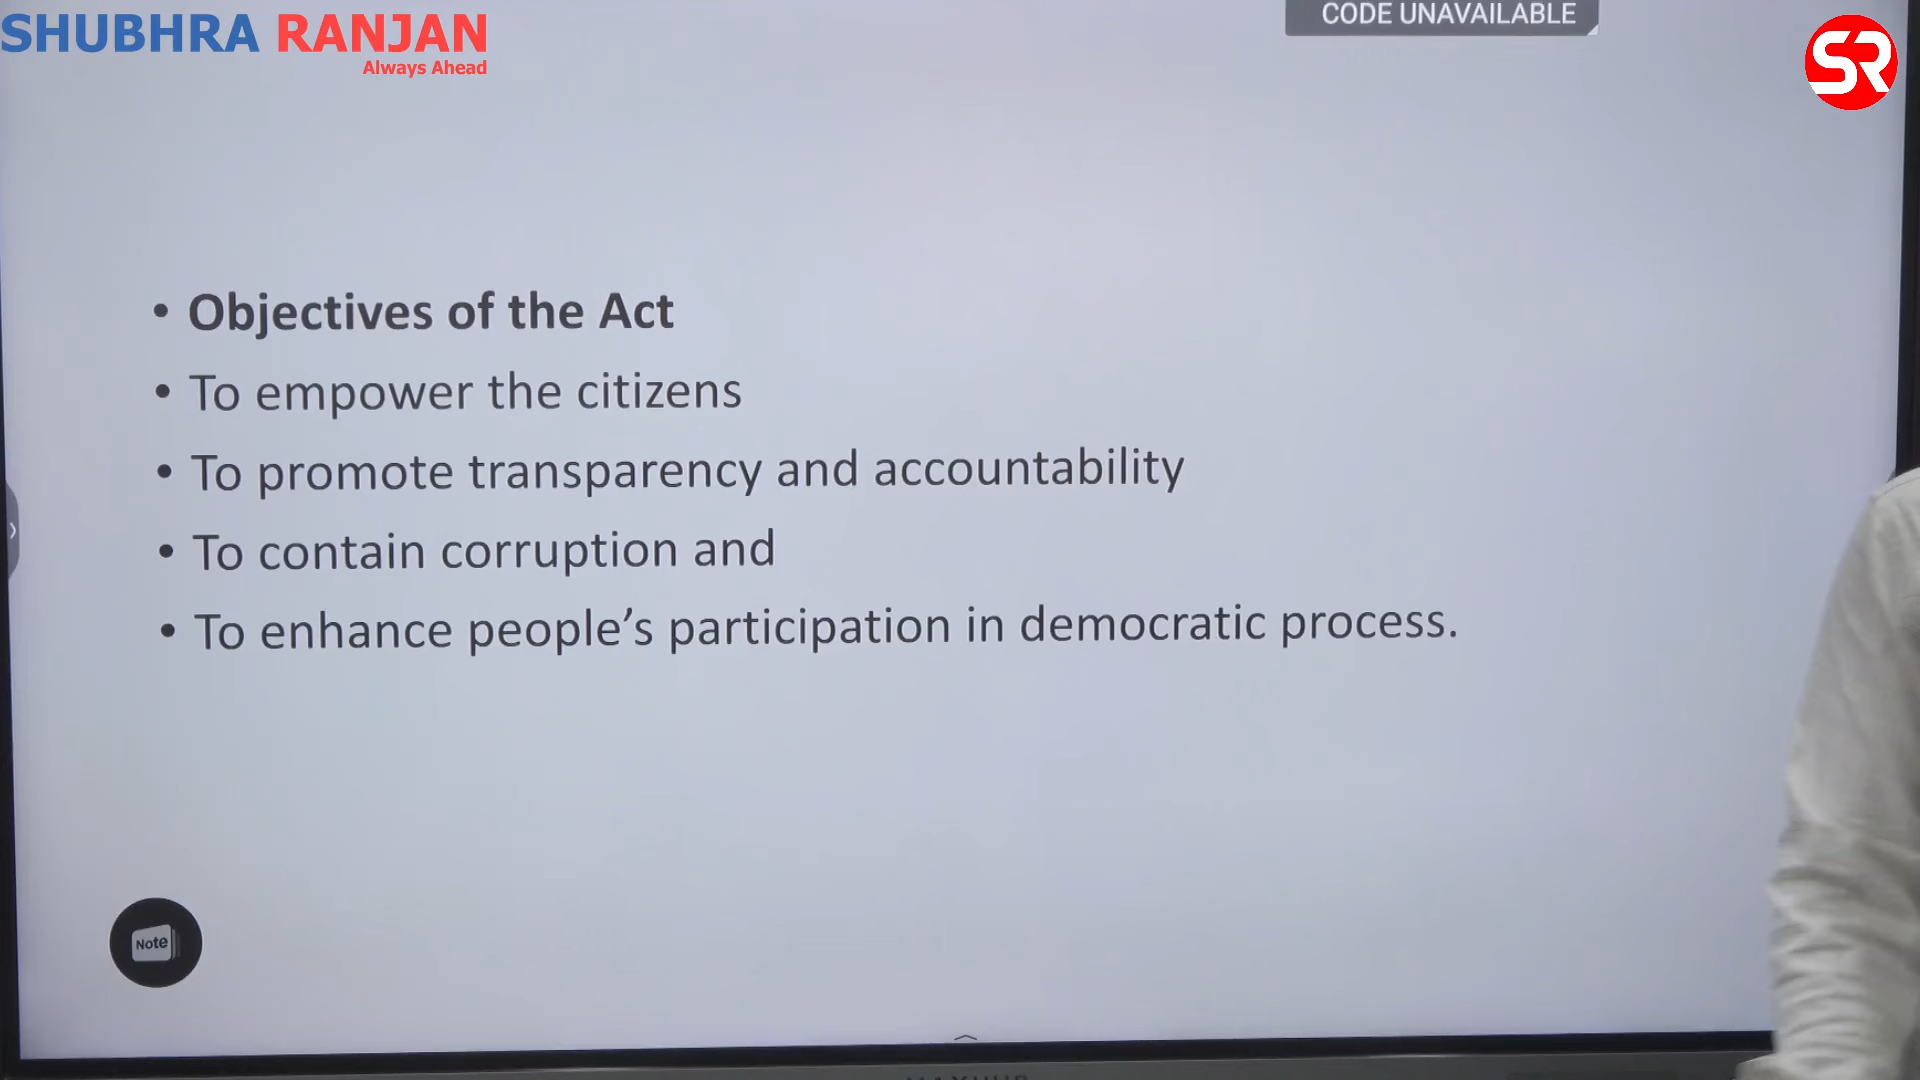 SHUBHRA RANJAN
Always Ahead
CODE UNAVAILABLE
SR
• Objectives of the Act
• To empower the citizens
• To promote transparency and accountability
• To contain corruption and
• To enhance people’s participation in democratic process.
Note